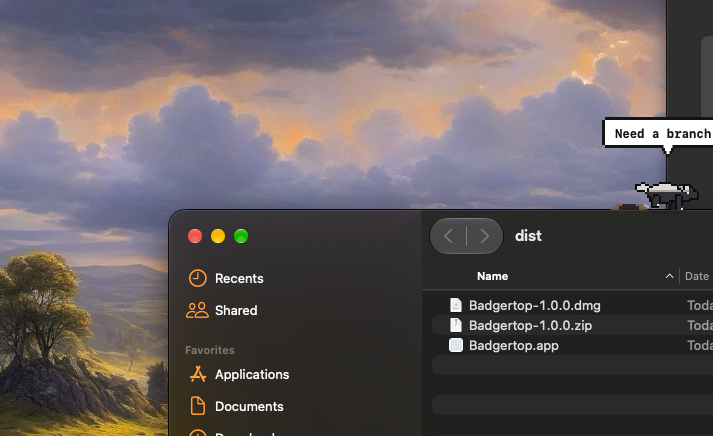 Need a branch
dist
Recents
Shared
Favorites
Applications
Documents
Name
Date
Badgertop-1.0.0.dmg
Toda
Badgertop-1.0.0.zip
Toda
Badgertop.app
Toda